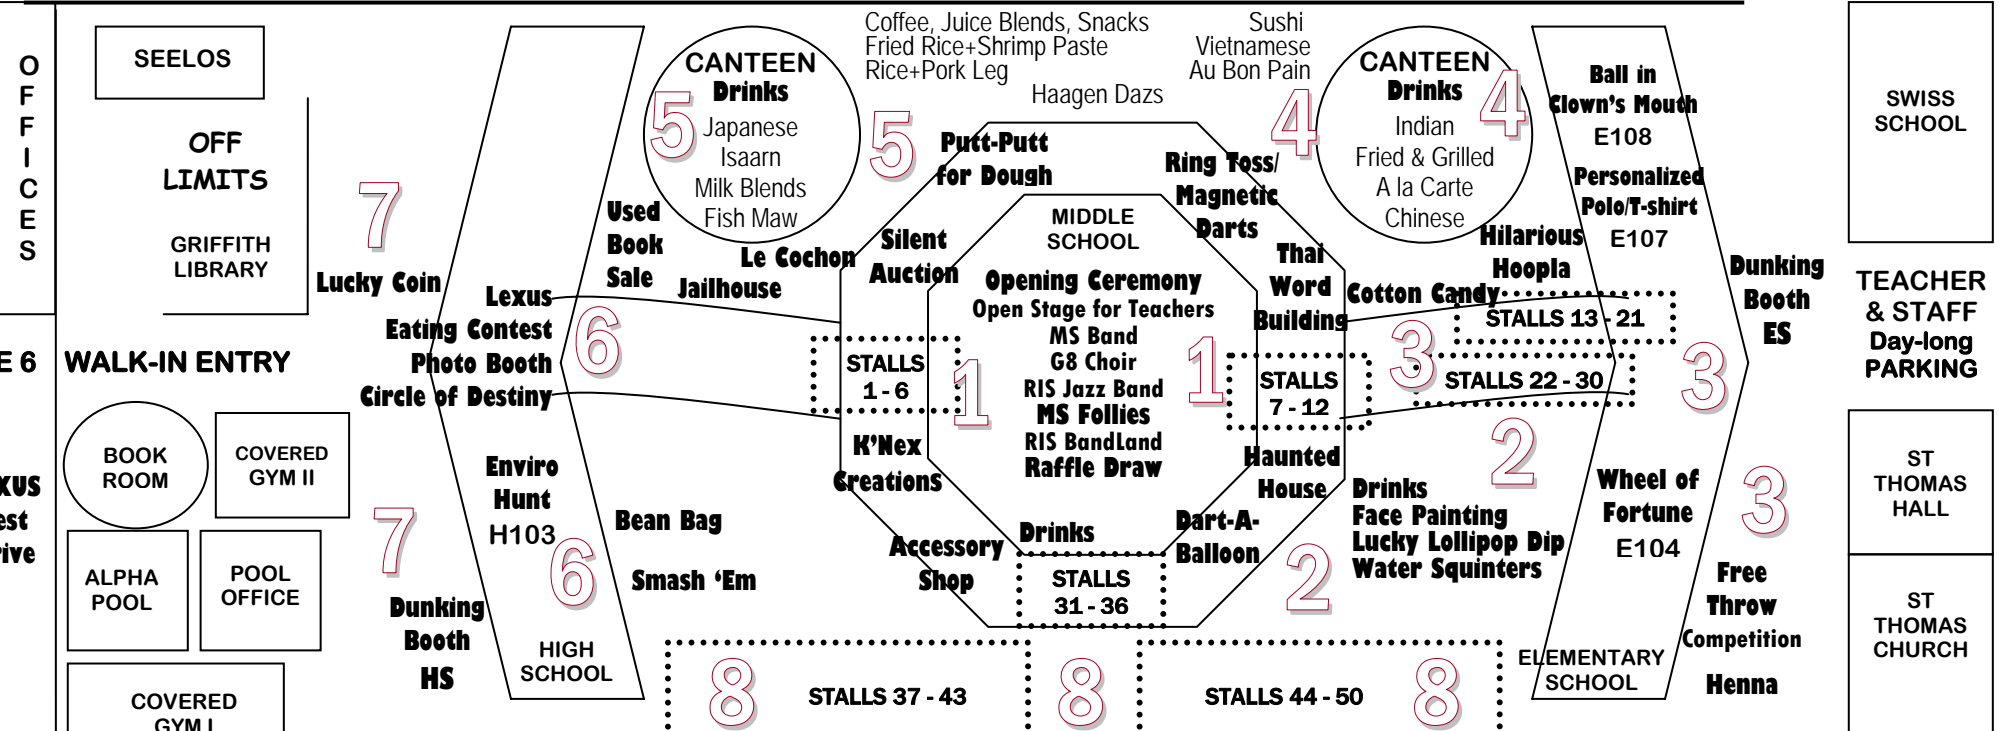 O
F
F
I
C
E
S
E 6
XUS
est
rive
SEELOS
OFF
LIMITS
GRIFFITH
LIBRARY
7
Lucky Coin
WALK-IN ENTRY
BOOK
ROOM
COVERED
GYM II
ALPHA
POOL
POOL
OFFICE
COVERED
GYM I
7
Dunking
Booth
HS
Lexus
Eating Contest
Photo Booth
Circle of Destiny
6
Enviro
Hunt
H103
6
HIGH
SCHOOL
Used
Book
Sale
Jailhouse
Le Cochon
Bean Bag
Smash ‘Em
CANTEEN
Drinks
5
Japanese
Isaarn
Milk Blends
Fish Maw
5
Coffee, Juice Blends, Snacks
Fried Rice+Shrimp Paste
Rice+Pork Leg
Haagen Dazs
Sushi
Vietnamese
Au Bon Pain
4
CANTEEN
Drinks
4
Indian
Fried & Grilled
A la Carte
Chinese
Putt-Putt
for Dough
Ring Toss/
Magnetic
Darts
Silent
Auction
Thai
Word
Building
MIDDLE
SCHOOL
Opening Ceremony
Open Stage for Teachers
MS Band
G8 Choir
RIS Jazz Band
MS Follies
RIS BandLand
Raffle Draw
STALLS
1 - 6
1
1
STALLS
7 - 12
K’Nex
Creations
Accessory
Shop
Drinks
STALLS
31 - 36
Dart-A-
Balloon
Haunted
House
2
Cotton Candy
Hilarious
Hoopla
3
STALLS 13 - 21
STALLS 22 - 30
2
Drinks
Face Painting
Lucky Lollipop Dip
Water Squinters
Ball in
Clown’s Mouth
E108
Personalized
Polo/T-shirt
E107
3
Wheel of
Fortune
E104
ELEMENTARY
SCHOOL
Dunking
Booth
ES
3
Free
Throw
Competition
Henna
8
STALLS 37 - 43
8
STALLS 44 - 50
8
SWISS
SCHOOL
TEACHER
& STAFF
Day-long
PARKING
ST
THOMAS
HALL
ST
THOMAS
CHURCH